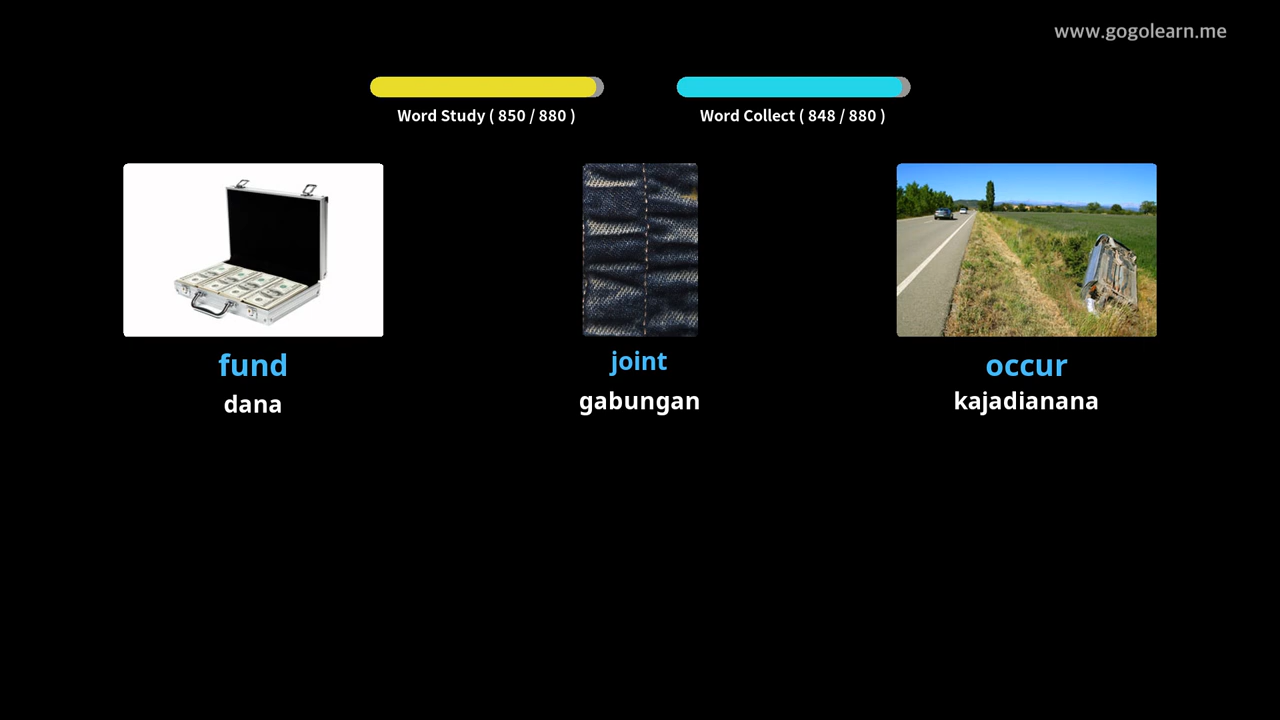 www.gogolearn.me
Word Study ( 850 / 880 )
Word Collect ( 848 / 880 )
fund
dana
joint
gabungan
occur
kajadianana